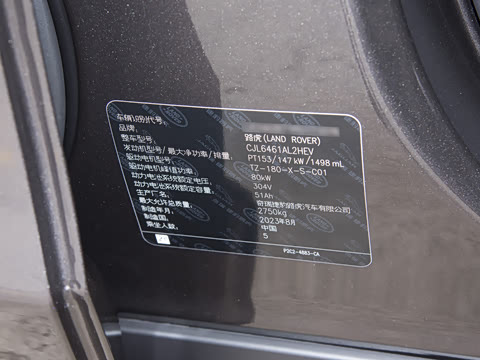 车辆识别代号:
品牌: 路虎(LAND ROVER)
整车型号: CJL6461AL2HEV
发动机型号/最大净功率/排量: PT153/147kW/1498 mL
驱动电机型号: TZ-180-X-S-C01
驱动电机峰值功率: 80kW
动力电池系统额定电压: 304V
动力电池系统额定容量: 51Ah
最大允许总质量: 2750kg 奇瑞捷豹路虎汽车有限公司
制造年月: 2023年8月
制造国: 中国
乘坐人数: 5
P2C2-4883-CA